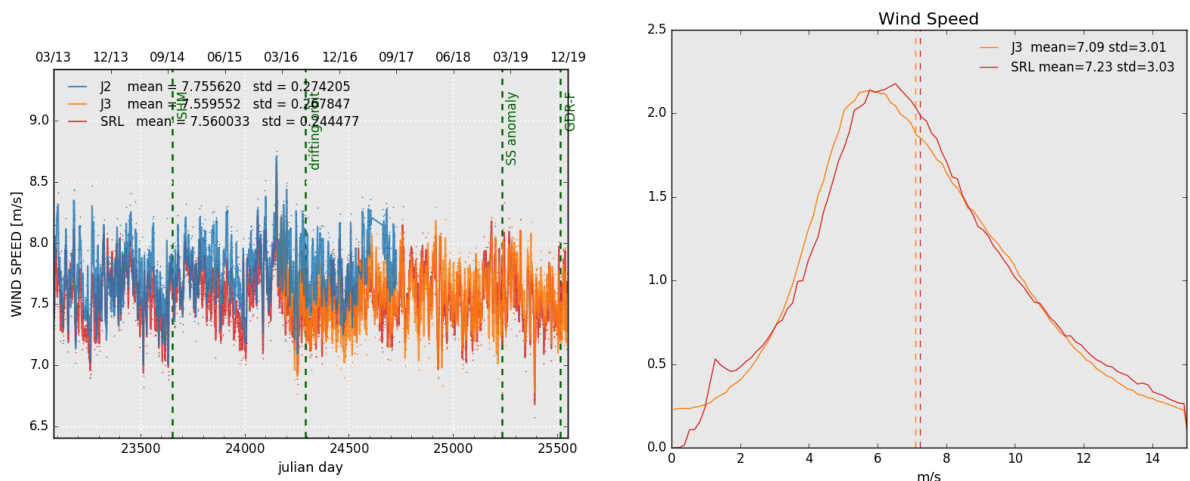 03/13 12/13 09/14 06/15 03/16 12/16 09/17 06/18 03/19 12/19
J2 mean = 7.755620 std = 0.274205
J3 mean = 7.559552 std = 0.267847
SRL mean = 7.560033 std = 0.244477
SHM
drifting orbit
SS anomaly
GDR-F
WIND SPEED [m/s]
9.0
8.5
8.0
7.5
7.0
6.5
23500 24000 24500 25000 25500
julian day
Wind Speed
J3 mean=7.09 std=3.01
SRL mean=7.23 std=3.03
2.5
2.0
1.5
1.0
0.5
0.0
0 2 4 6 8 10 12 14
m/s